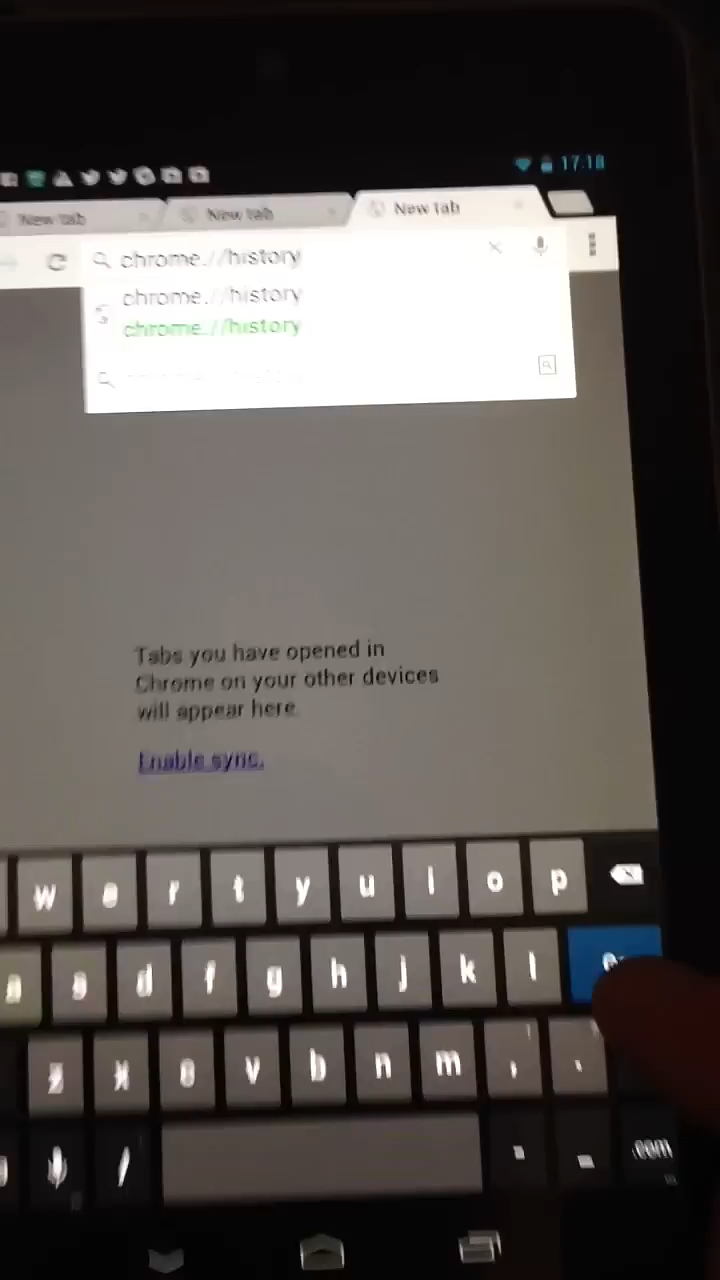 17:18
New tab
New tab
New tab
chrome.//history
chrome.//history
chrome.//history
Tabs you have opened in
Chrome on your other devices
will appear here.
Enable sync.
w e r t y u i o p
a s d f g h j k l
z x c v b n m , .
/ .com